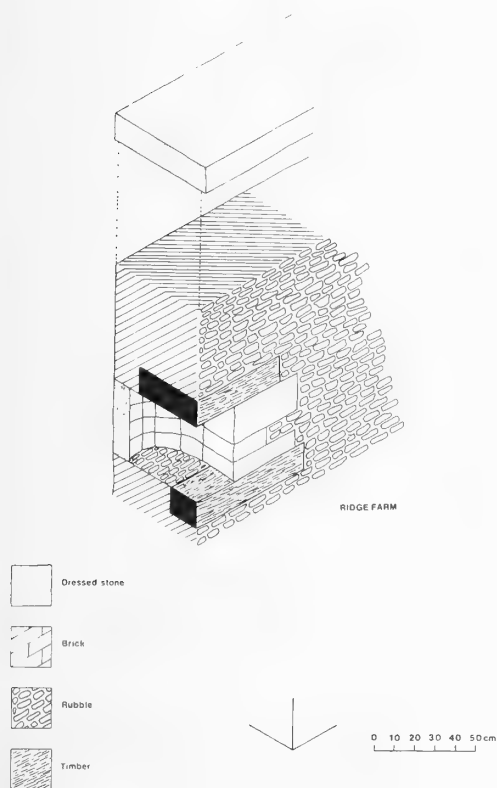 RIDGE FARM
Dressed stone
Brick
Rubble
Timber
0 10 20 30 40 50cm